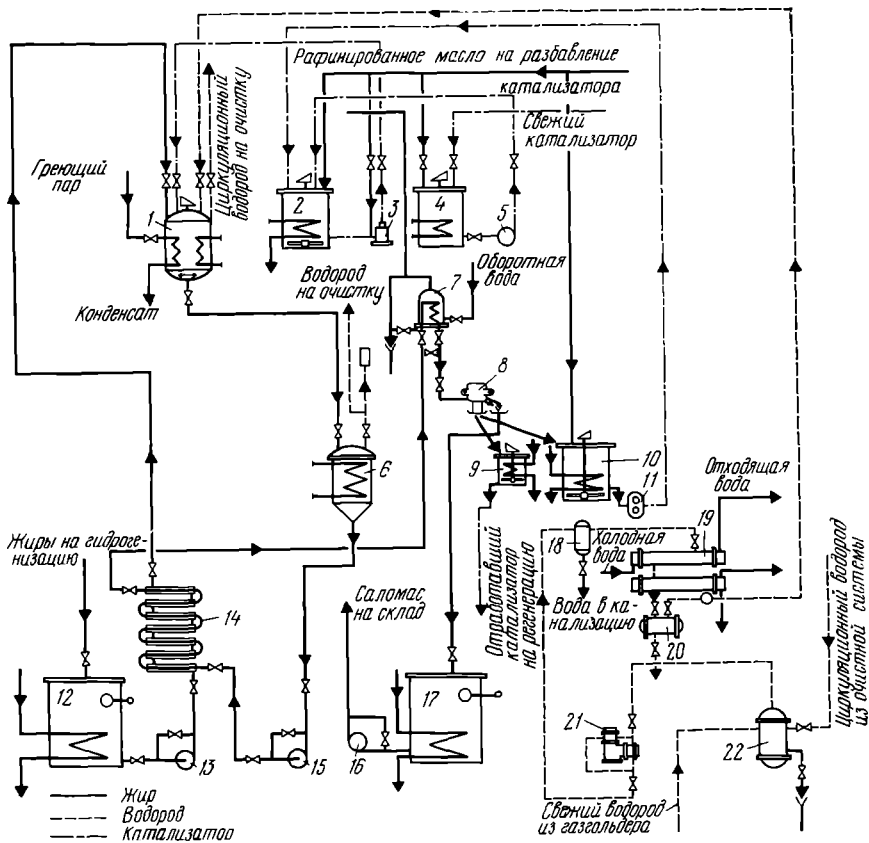 Рафинированное масло на разбавление
катализатора
Свежий
катализатор
Циркуляционный
водород на очистку
Греющий
пар
1
2
3
4
5
Конденсат
Водород
на очистку
7
Оборотная
вода
8
6
9
10
11
Отходящая
вода
Жиры на гидроге-
низацию
14
Саломас
на склад
Отработавший
катализатор
на регенерацию
18
Холодная
вода
19
Вода в ка-
нализацию
20
Циркуляционный водород
из очистной системы
12
13
15
16
17
21
22
Свежий водород
из газгольдера
Жир
Водород
Катализатор